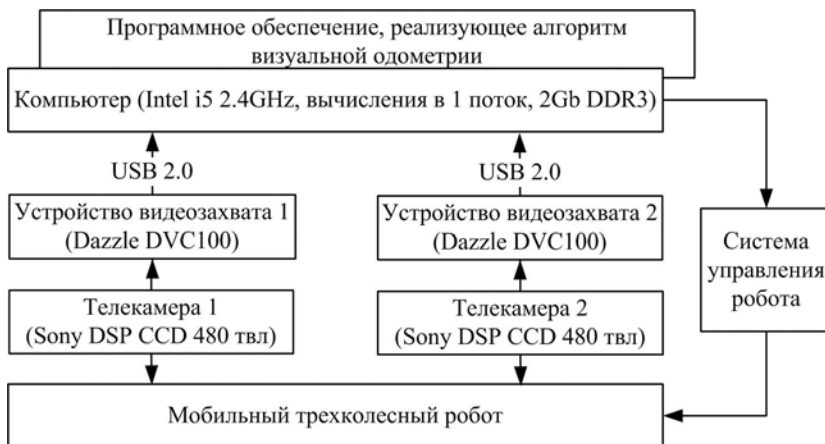 Программное обеспечение, реализующее алгоритм
визуальной одометрии
Компьютер (Intel i5 2.4GHz, вычисления в 1 поток, 2Gb DDR3)
USB 2.0
USB 2.0
Устройство видеозахвата 1
(Dazzle DVC100)
Устройство видеозахвата 2
(Dazzle DVC100)
Система
управления
робота
Телекамера 1
(Sony DSP CCD 480 твл)
Телекамера 2
(Sony DSP CCD 480 твл)
Мобильный трехколесный робот